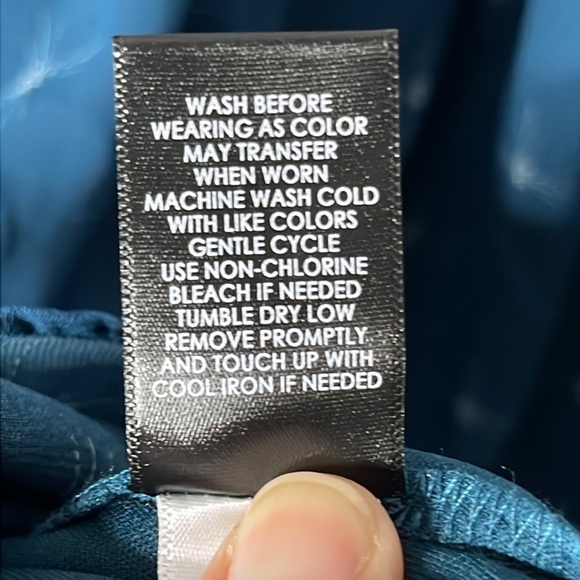 WASH BEFORE
WEARING AS COLOR
MAY TRANSFER
WHEN WORN
MACHINE WASH COLD
WITH LIKE COLORS
GENTLE CYCLE
USE NON-CHLORINE
BLEACH IF NEEDED
TUMBLE DRY LOW
REMOVE PROMPTLY
AND TOUCH UP WITH
COOL IRON IF NEEDED